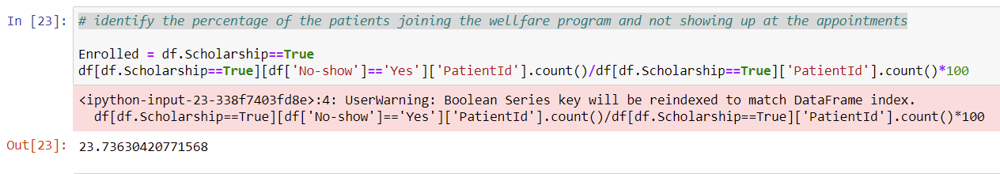 In [23]: # identify the percentage of the patients joining the wellfare program and not showing up at the appointments
Enrolled = df.Scholarship==True
df[df.Scholarship==True][df['No-show']=='Yes']['PatientId'].count()/df[df.Scholarship==True]['PatientId'].count()*100
<ipython-input-23-338f7403fd8e>:4: UserWarning: Boolean Series key will be reindexed to match DataFrame index.
df[df.Scholarship==True][df['No-show']=='Yes']['PatientId'].count()/df[df.Scholarship==True]['PatientId'].count()*100
Out[23]: 23.73630420771568